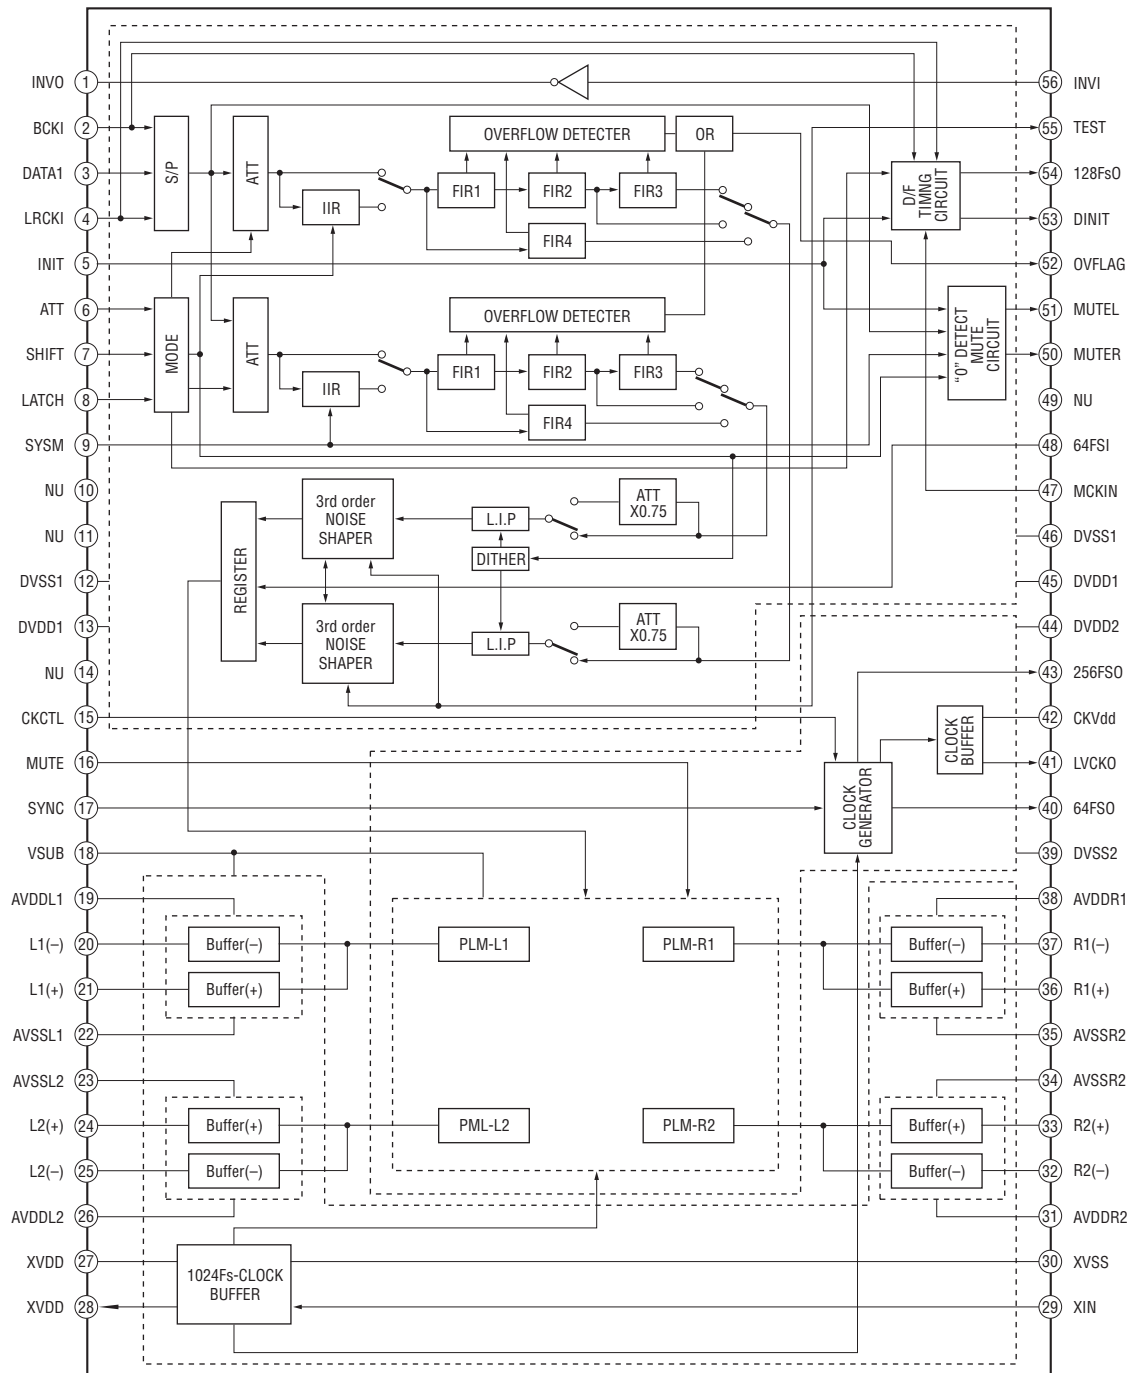 INVO 1
BCKI 2
DATA1 3
LRCKI 4
INIT 5
ATT 6
SHIFT 7
LATCH 8
SYSM 9
NU 10
NU 11
DVSS1 12
DVDD1 13
NU 14
CKCTL 15
MUTE 16
SYNC 17
VSUB 18
AVDDL1 19
L1(–) 20
L1(+) 21
AVSSL1 22
AVSSL2 23
L2(+) 24
L2(–) 25
AVDDL2 26
XVDD 27
XVDD 28
S/P
ATT
IIR
OVERFLOW DETECTER
OR
FIR1
FIR2
FIR3
FIR4
D/F
TIMNG
CIRCUIT
MODE
ATT
IIR
OVERFLOW DETECTER
FIR1
FIR2
FIR3
FIR4
“0” DETECT
MUTE
CIRCUIT
REGISTER
3rd order
NOISE
SHAPER
L.I.P
ATT
X0.75
DITHER
3rd order
NOISE
SHAPER
L.I.P
ATT
X0.75
CLOCK
GENERATOR
CLOCK
BUFFER
Buffer(–)
Buffer(+)
PLM-L1
PLM-R1
Buffer(–)
Buffer(+)
Buffer(+)
Buffer(–)
PML-L2
PLM-R2
Buffer(+)
Buffer(–)
1024Fs-CLOCK
BUFFER
56 INVI
55 TEST
54 128FsO
53 DINIT
52 OVFLAG
51 MUTEL
50 MUTER
49 NU
48 64FSI
47 MCKIN
46 DVSS1
45 DVDD1
44 DVDD2
43 256FSO
42 CKVdd
41 LVCKO
40 64FSO
39 DVSS2
38 AVDDR1
37 R1(–)
36 R1(+)
35 AVSSR2
34 AVSSR2
33 R2(+)
32 R2(–)
31 AVDDR2
30 XVSS
29 XIN